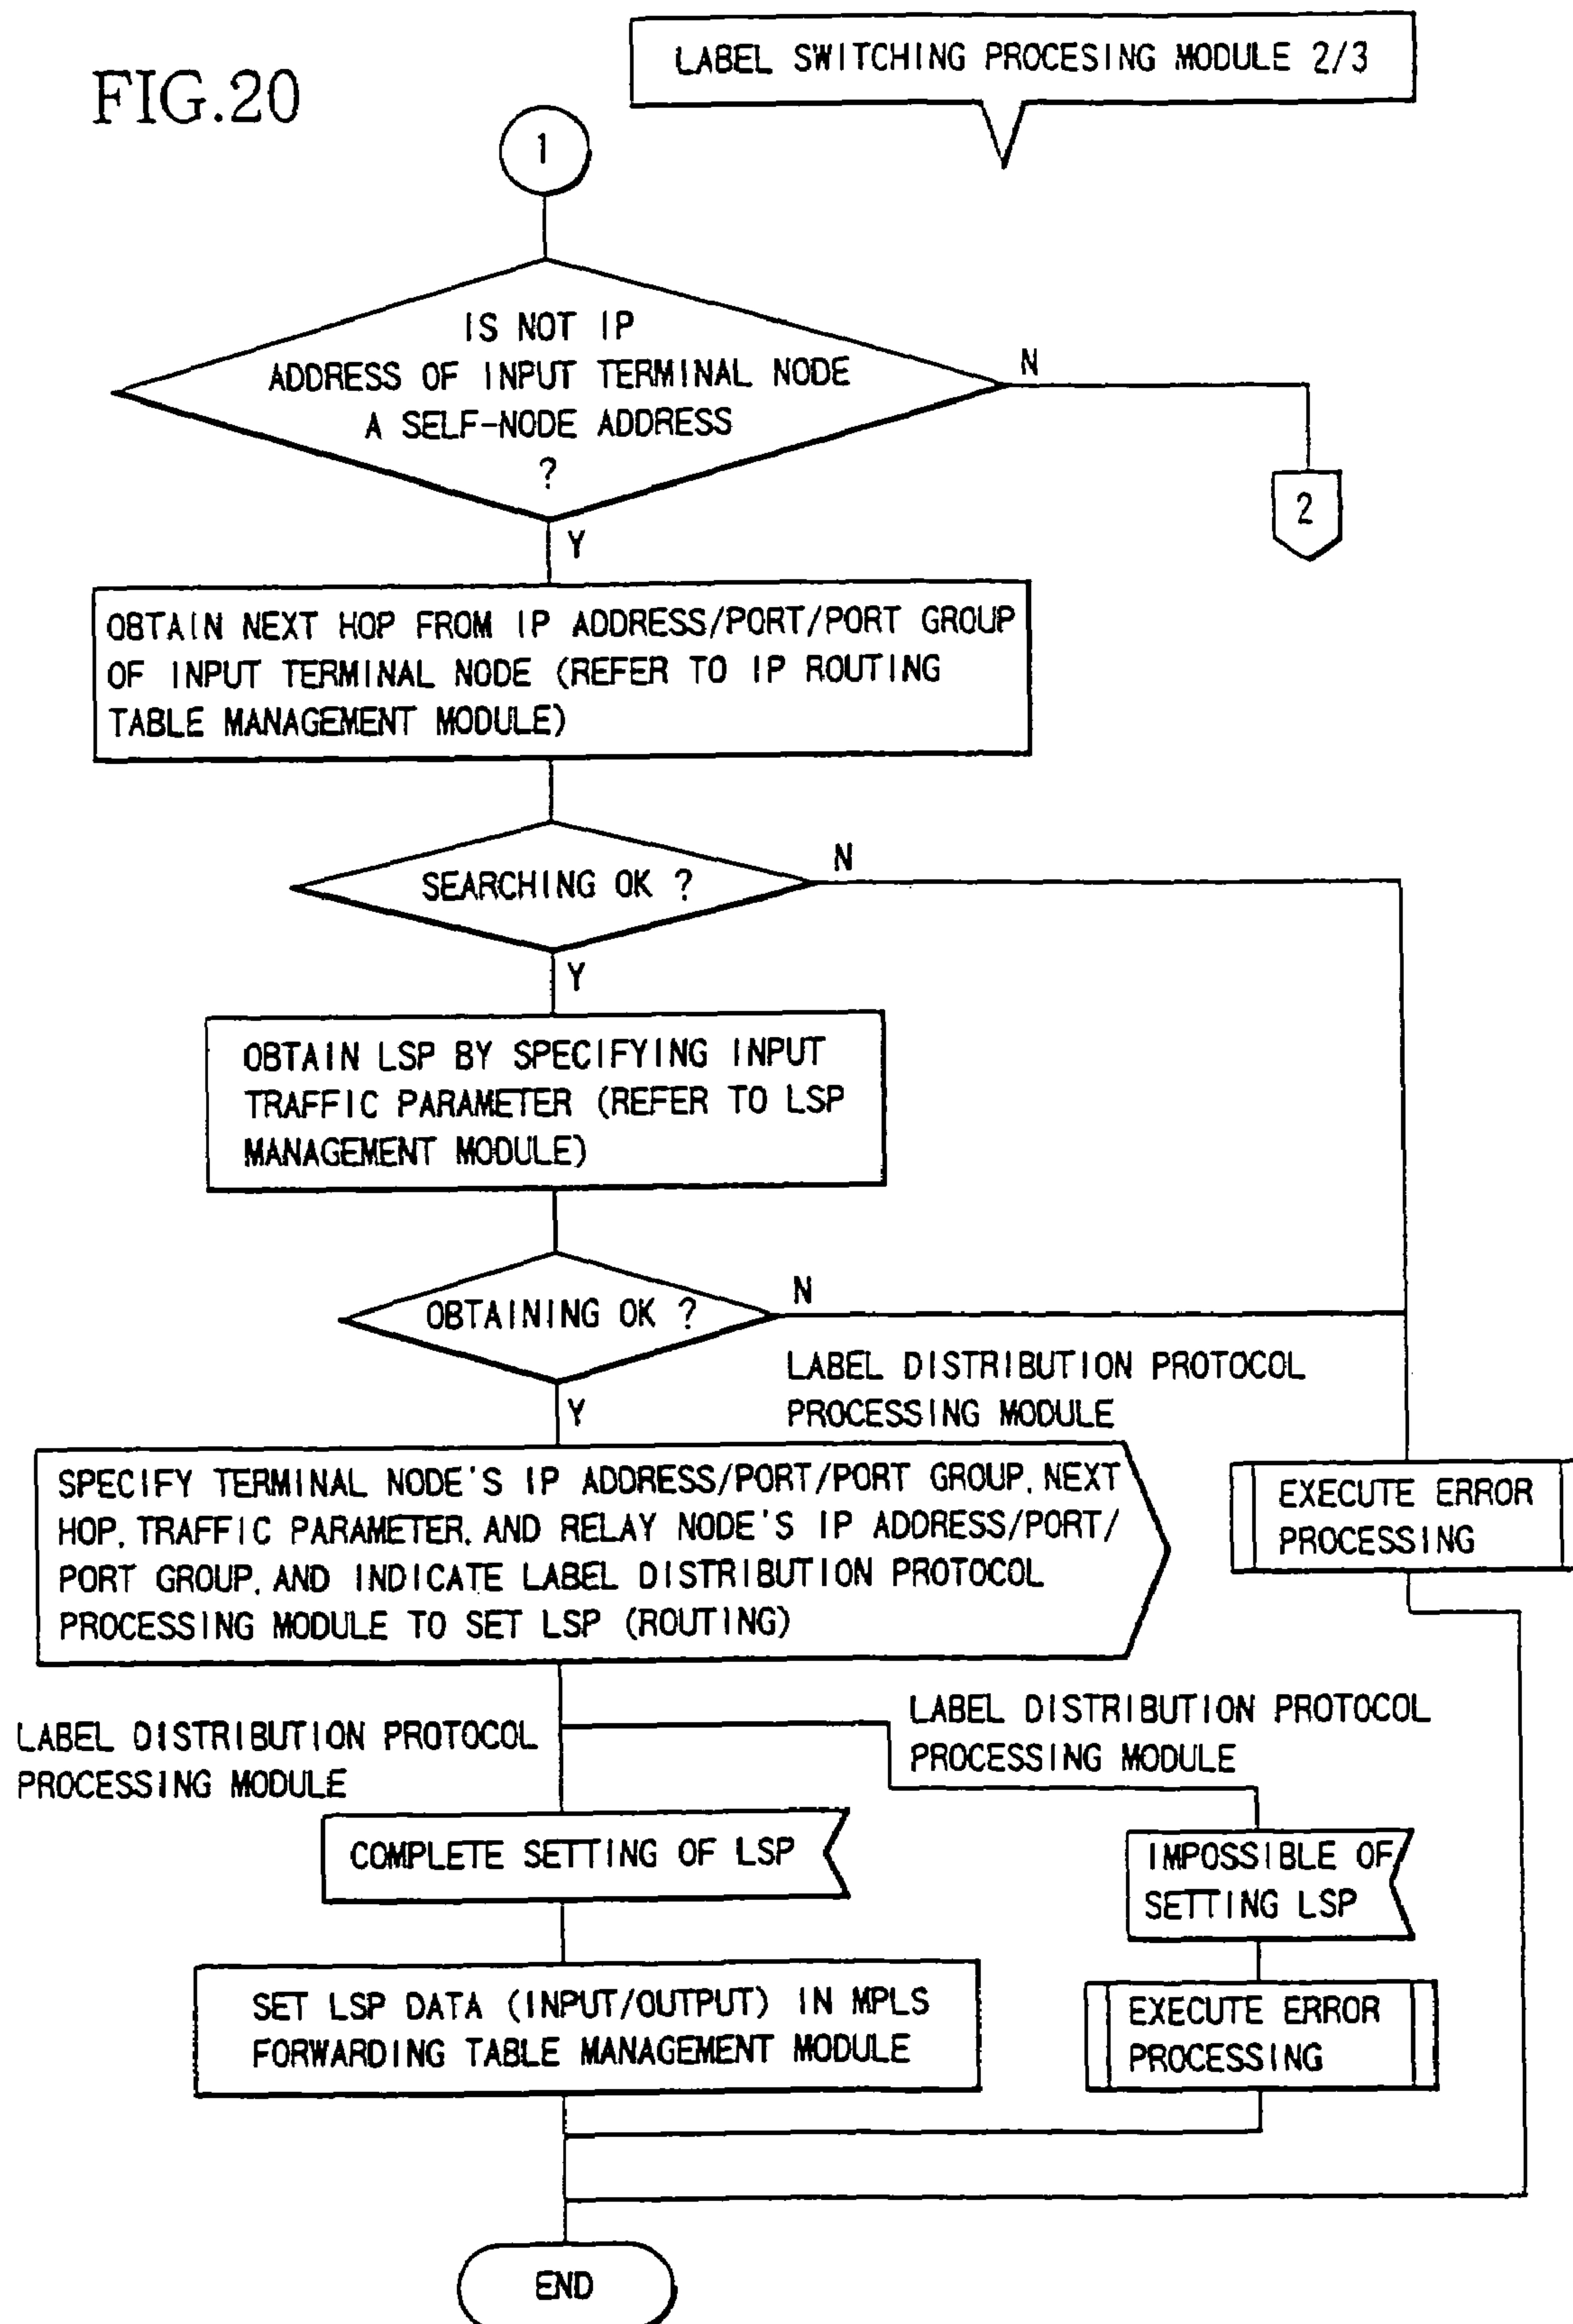 FIG.20
LABEL SWITCHING PROCESING MODULE 2/3
1
IS NOT IP
ADDRESS OF INPUT TERMINAL NODE
A SELF-NODE ADDRESS
?
N
2
Y
OBTAIN NEXT HOP FROM IP ADDRESS/PORT/PORT GROUP
OF INPUT TERMINAL NODE (REFER TO IP ROUTING
TABLE MANAGEMENT MODULE)
SEARCHING OK ?
N
Y
OBTAIN LSP BY SPECIFYING INPUT
TRAFFIC PARAMETER (REFER TO LSP
MANAGEMENT MODULE)
OBTAINING OK ?
N
Y
LABEL DISTRIBUTION PROTOCOL
PROCESSING MODULE
SPECIFY TERMINAL NODE'S IP ADDRESS/PORT/PORT GROUP, NEXT
HOP, TRAFFIC PARAMETER, AND RELAY NODE'S IP ADDRESS/PORT/
PORT GROUP, AND INDICATE LABEL DISTRIBUTION PROTOCOL
PROCESSING MODULE TO SET LSP (ROUTING)
EXECUTE ERROR
PROCESSING
LABEL DISTRIBUTION PROTOCOL
PROCESSING MODULE
LABEL DISTRIBUTION PROTOCOL
PROCESSING MODULE
COMPLETE SETTING OF LSP
IMPOSSIBLE OF
SETTING LSP
SET LSP DATA (INPUT/OUTPUT) IN MPLS
FORWARDING TABLE MANAGEMENT MODULE
EXECUTE ERROR
PROCESSING
END